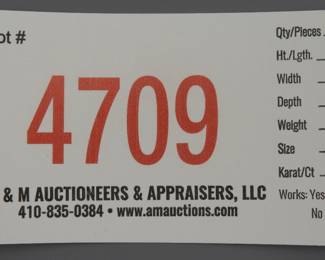 ot #
4709
& M AUCTIONEERS & APPRAISERS, LLC
410-835-0384 • www.amauctions.com
Qty/Pieces
Ht./Lgth.
Width
Depth
Weight
Size
Karat/Ct
Works: Yes
No